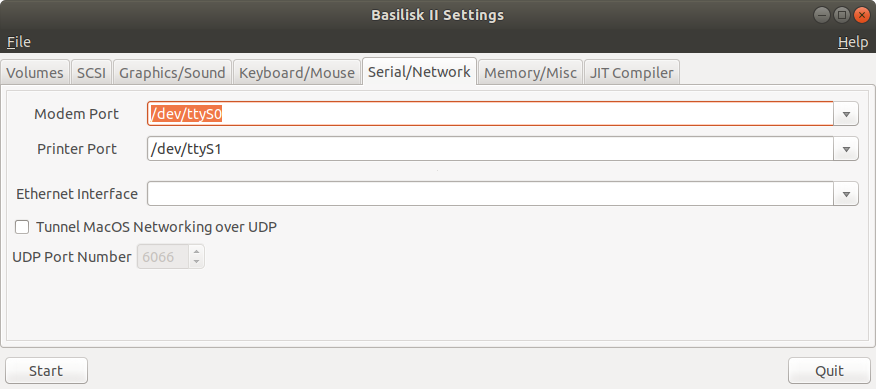 Basilisk II Settings
File Help
Volumes SCSI Graphics/Sound Keyboard/Mouse Serial/Network Memory/Misc JIT Compiler
Modem Port /dev/ttyS0
Printer Port /dev/ttyS1
Ethernet Interface
Tunnel MacOS Networking over UDP
UDP Port Number 6066
Start Quit